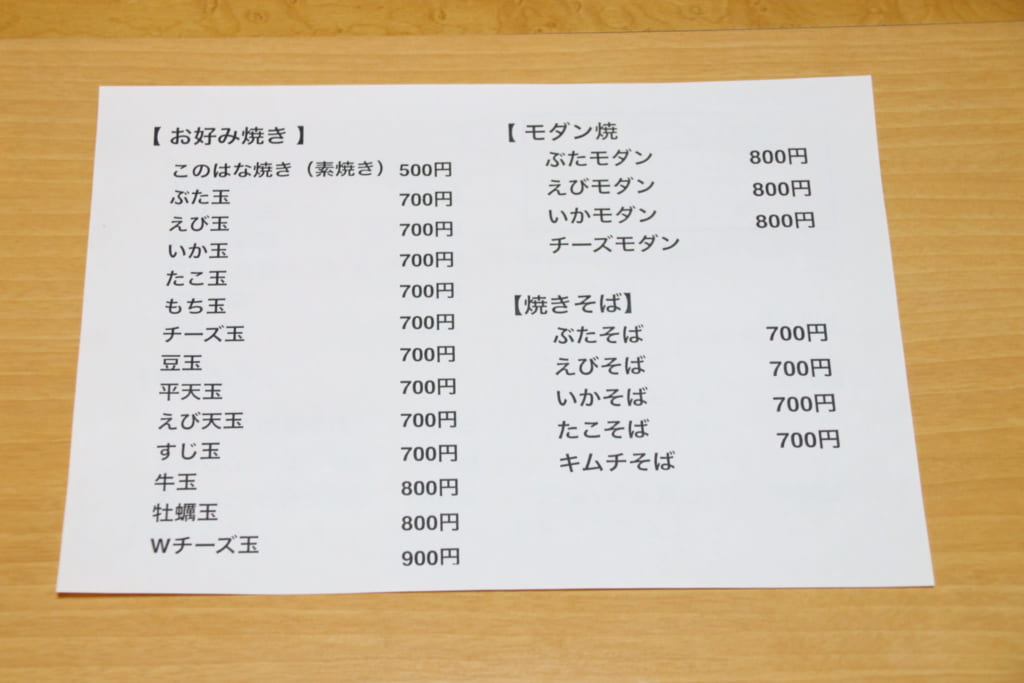 【 お好み焼き 】
このはな焼き（素焼き）
ぶた玉
えび玉
いか玉
たこ玉
もち玉
チーズ玉
豆玉
平天玉
えび天玉
すじ玉
牛玉
牡蠣玉
Wチーズ玉
500円
700円
700円
700円
700円
700円
700円
700円
700円
700円
800円
800円
900円
【 モダン焼
ぶたモダン 800円
えびモダン 800円
いかモダン 800円
チーズモダン
【焼きそば】
ぶたそば 700円
えびそば 700円
いかそば 700円
たこそば 700円
キムチそば